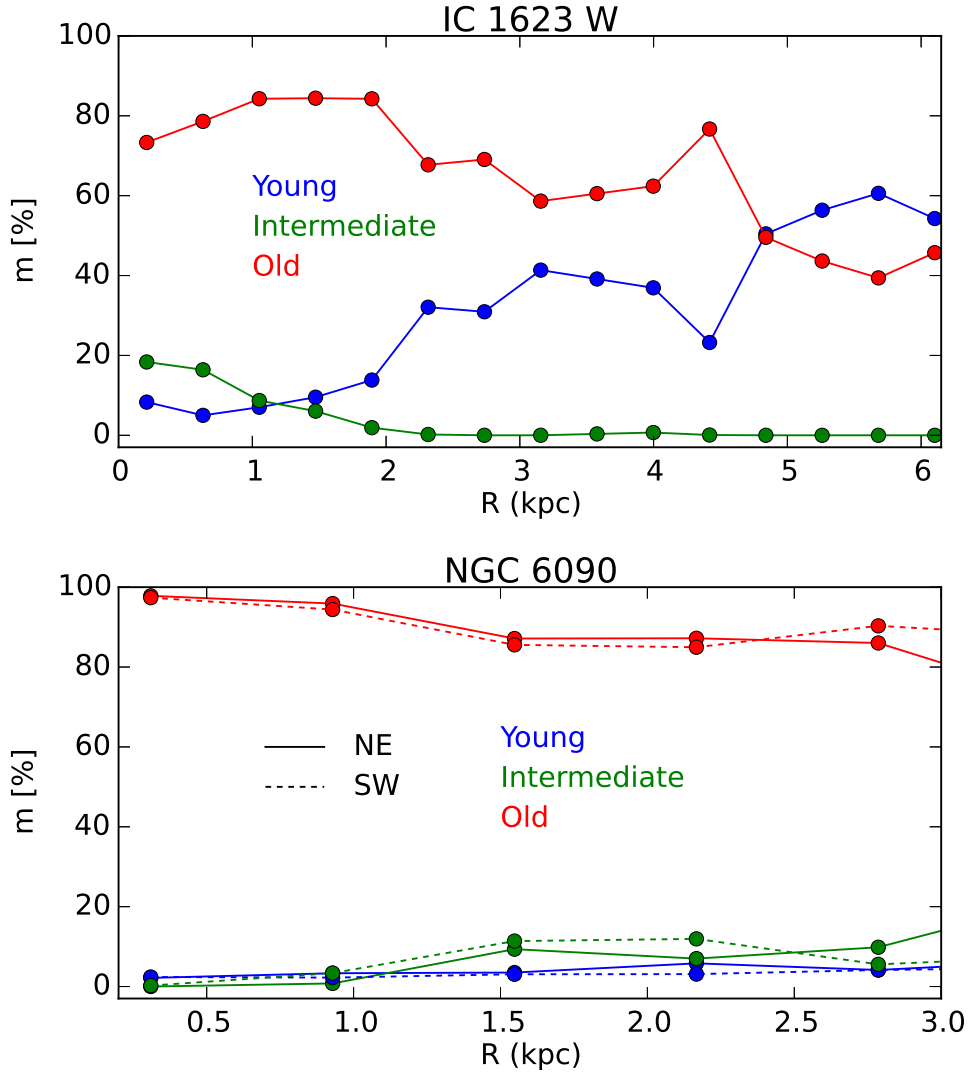 IC 1623 W
100
80
60
40
20
0
m [%]
Young
Intermediate
Old
0 1 2 3 4 5 6
R (kpc)
NGC 6090
100
80
60
40
20
0
m [%]
NE
SW
Young
Intermediate
Old
0.5 1.0 1.5 2.0 2.5 3.0
R (kpc)